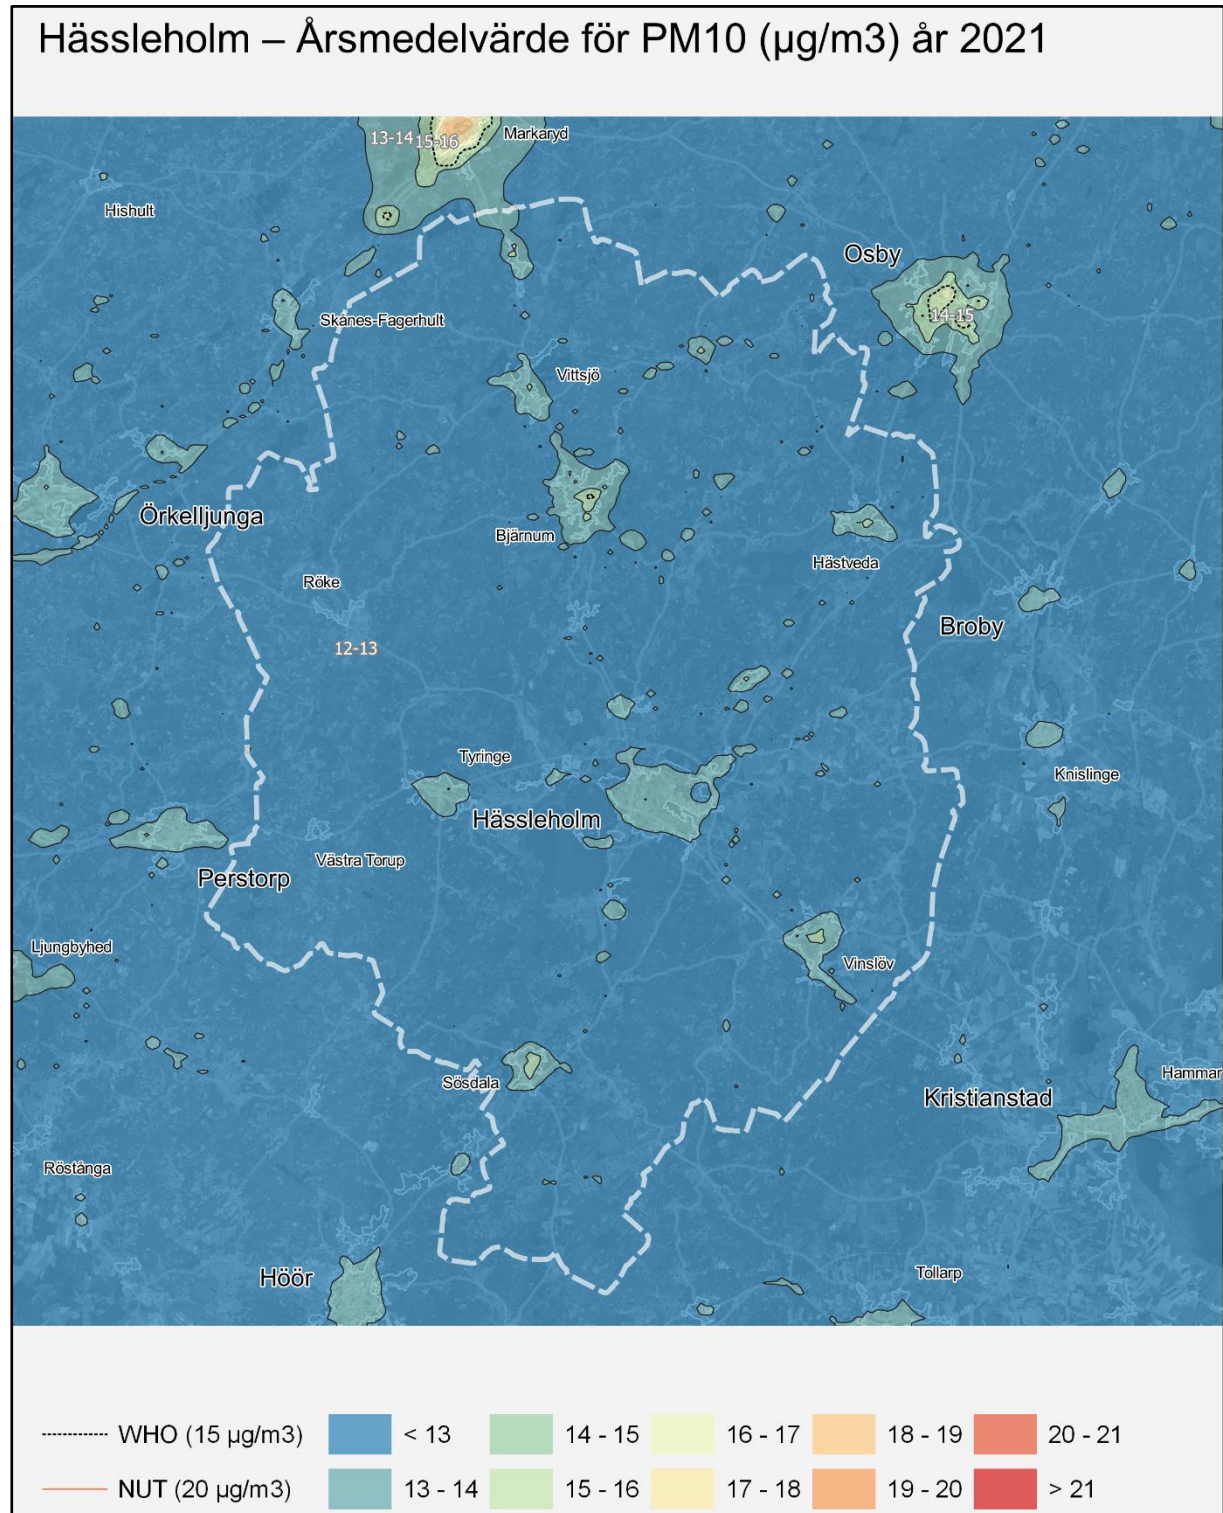 Hässleholm – Årsmedelvärde för PM10 (µg/m3) år 2021
13-14
15-16
Markaryd
Hishult
Osby
14-15
Skånes-Fagerhult
Vittsjö
Örkelljunga
Bjärnum
Hästveda
Röke
Broby
12-13
Tyringe
Knislinge
Hässleholm
Västra Torup
Perstorp
Ljungbyhed
Vinslöv
Sösdala
Hammar
Kristianstad
Röstånga
Höör
Tollarp
WHO (15 µg/m3) < 13 14 - 15 16 - 17 18 - 19 20 - 21
NUT (20 µg/m3) 13 - 14 15 - 16 17 - 18 19 - 20 > 21